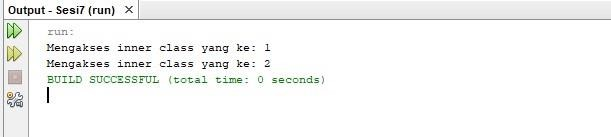 Output - Sesi7 (run) ×
run:
Mengakses inner class yang ke: 1
Mengakses inner class yang ke: 2
BUILD SUCCESSFUL (total time: 0 seconds)